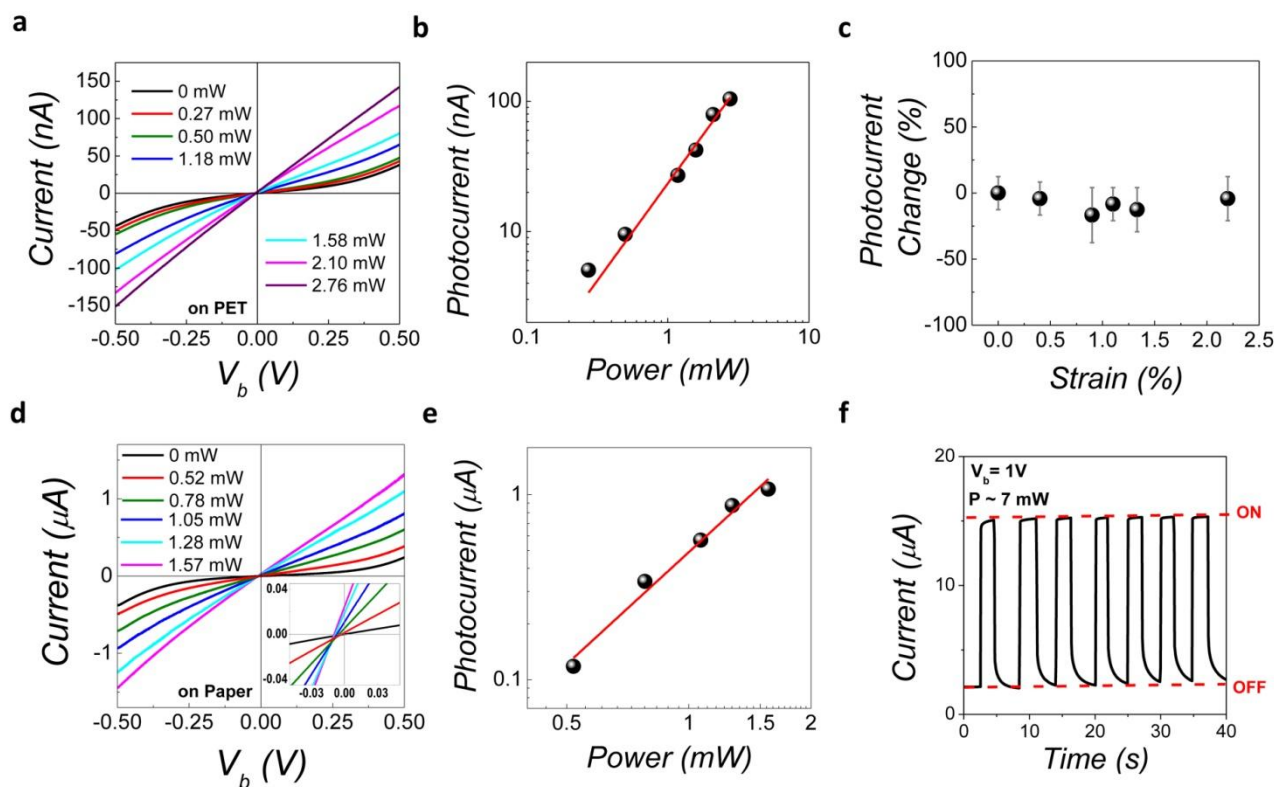 a
Current (nA)
150
100
50
0
-50
-100
-150
0 mW
0.27 mW
0.50 mW
1.18 mW
1.58 mW
2.10 mW
2.76 mW
on PET
-0.50 -0.25 0.00 0.25 0.50
V_b (V)
b
Photocurrent (nA)
100
10
0.1 1 10
Power (mW)
c
Photocurrent
Change (%)
100
50
0
-50
-100
0.0 0.5 1.0 1.5 2.0 2.5
Strain (%)
d
Current (μA)
1
0
-1
0 mW
0.52 mW
0.78 mW
1.05 mW
1.28 mW
1.57 mW
0.04
0.00
-0.04
-0.03 0.00 0.03
on Paper
-0.50 -0.25 0.00 0.25 0.50
V_b (V)
e
Photocurrent (μA)
1
0.1
0.5 1 1.5 2
Power (mW)
f
Current (μA)
20
10
0
V_b= 1V
P ~ 7 mW
ON
OFF
0 10 20 30 40
Time (s)